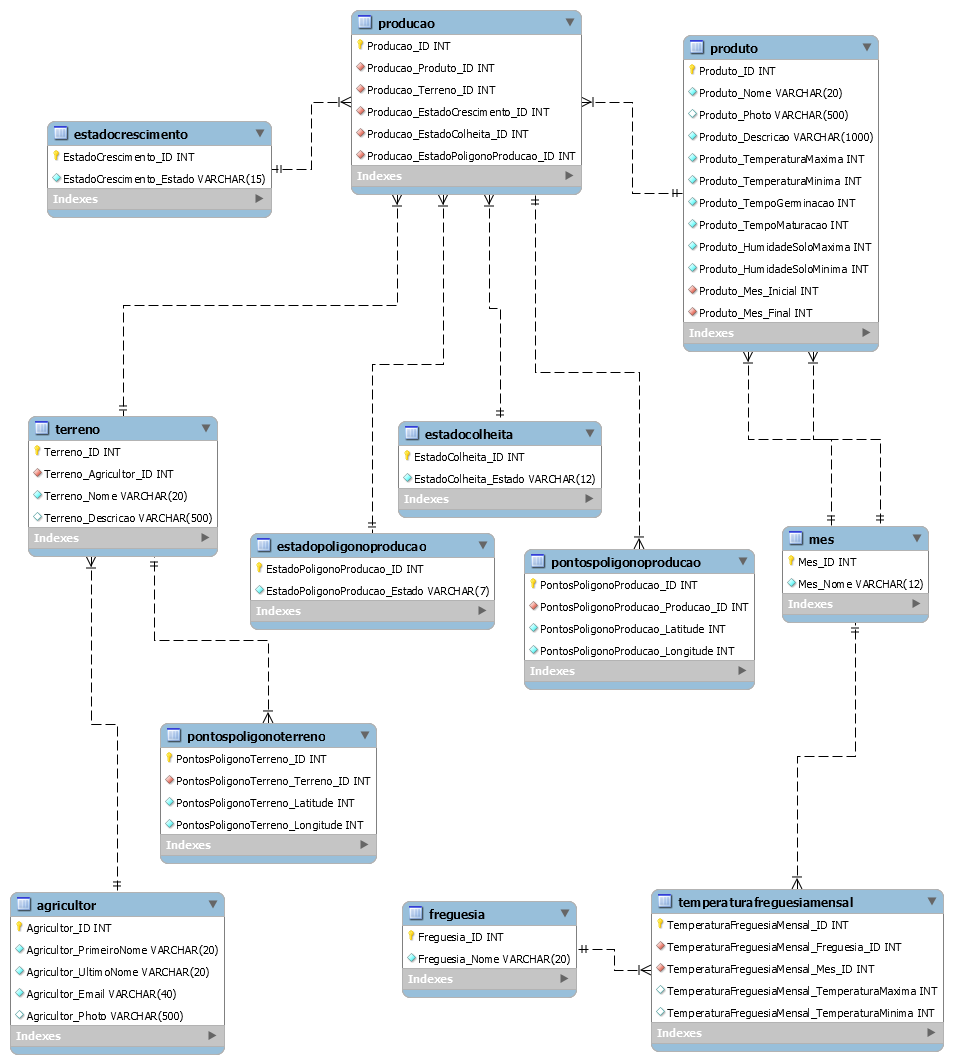 producao
Producao_ID INT
Producao_Produto_ID INT
Producao_Terreno_ID INT
Producao_EstadoCrescimento_ID INT
Producao_EstadoColheita_ID INT
Producao_EstadoPoligonoProducao_ID INT
Indexes
produto
Produto_ID INT
Produto_Nome VARCHAR(20)
Produto_Photo VARCHAR(500)
Produto_Descricao VARCHAR(1000)
Produto_TemperaturaMaxima INT
Produto_TemperaturaMinima INT
Produto_TempoGerminacao INT
Produto_TempoMaturacao INT
Produto_HumidadeSoloMaxima INT
Produto_HumidadeSoloMinima INT
Produto_Mes_Inicial INT
Produto_Mes_Final INT
Indexes
estadocrescimento
EstadoCrescimento_ID INT
EstadoCrescimento_Estado VARCHAR(15)
Indexes
terreno
Terreno_ID INT
Terreno_Agricultor_ID INT
Terreno_Nome VARCHAR(20)
Terreno_Descricao VARCHAR(500)
Indexes
estadocolheita
EstadoColheita_ID INT
EstadoColheita_Estado VARCHAR(12)
Indexes
estadopoligonoproducao
EstadoPoligonoProducao_ID INT
EstadoPoligonoProducao_Estado VARCHAR(7)
Indexes
pontospoligonoproducao
PontosPoligonoProducao_ID INT
PontosPoligonoProducao_Producao_ID INT
PontosPoligonoProducao_Latitude INT
PontosPoligonoProducao_Longitude INT
Indexes
mes
Mes_ID INT
Mes_Nome VARCHAR(12)
Indexes
pontospoligonoterreno
PontosPoligonoTerreno_ID INT
PontosPoligonoTerreno_Terreno_ID INT
PontosPoligonoTerreno_Latitude INT
PontosPoligonoTerreno_Longitude INT
Indexes
agricultor
Agricultor_ID INT
Agricultor_PrimeiroNome VARCHAR(20)
Agricultor_UltimoNome VARCHAR(20)
Agricultor_Email VARCHAR(40)
Agricultor_Photo VARCHAR(500)
Indexes
freguesia
Freguesia_ID INT
Freguesia_Nome VARCHAR(20)
Indexes
temperaturafreguesiamensal
TemperaturaFreguesiaMensal_ID INT
TemperaturaFreguesiaMensal_Freguesia_ID INT
TemperaturaFreguesiaMensal_Mes_ID INT
TemperaturaFreguesiaMensal_TemperaturaMaxima INT
TemperaturaFreguesiaMensal_TemperaturaMinima INT
Indexes